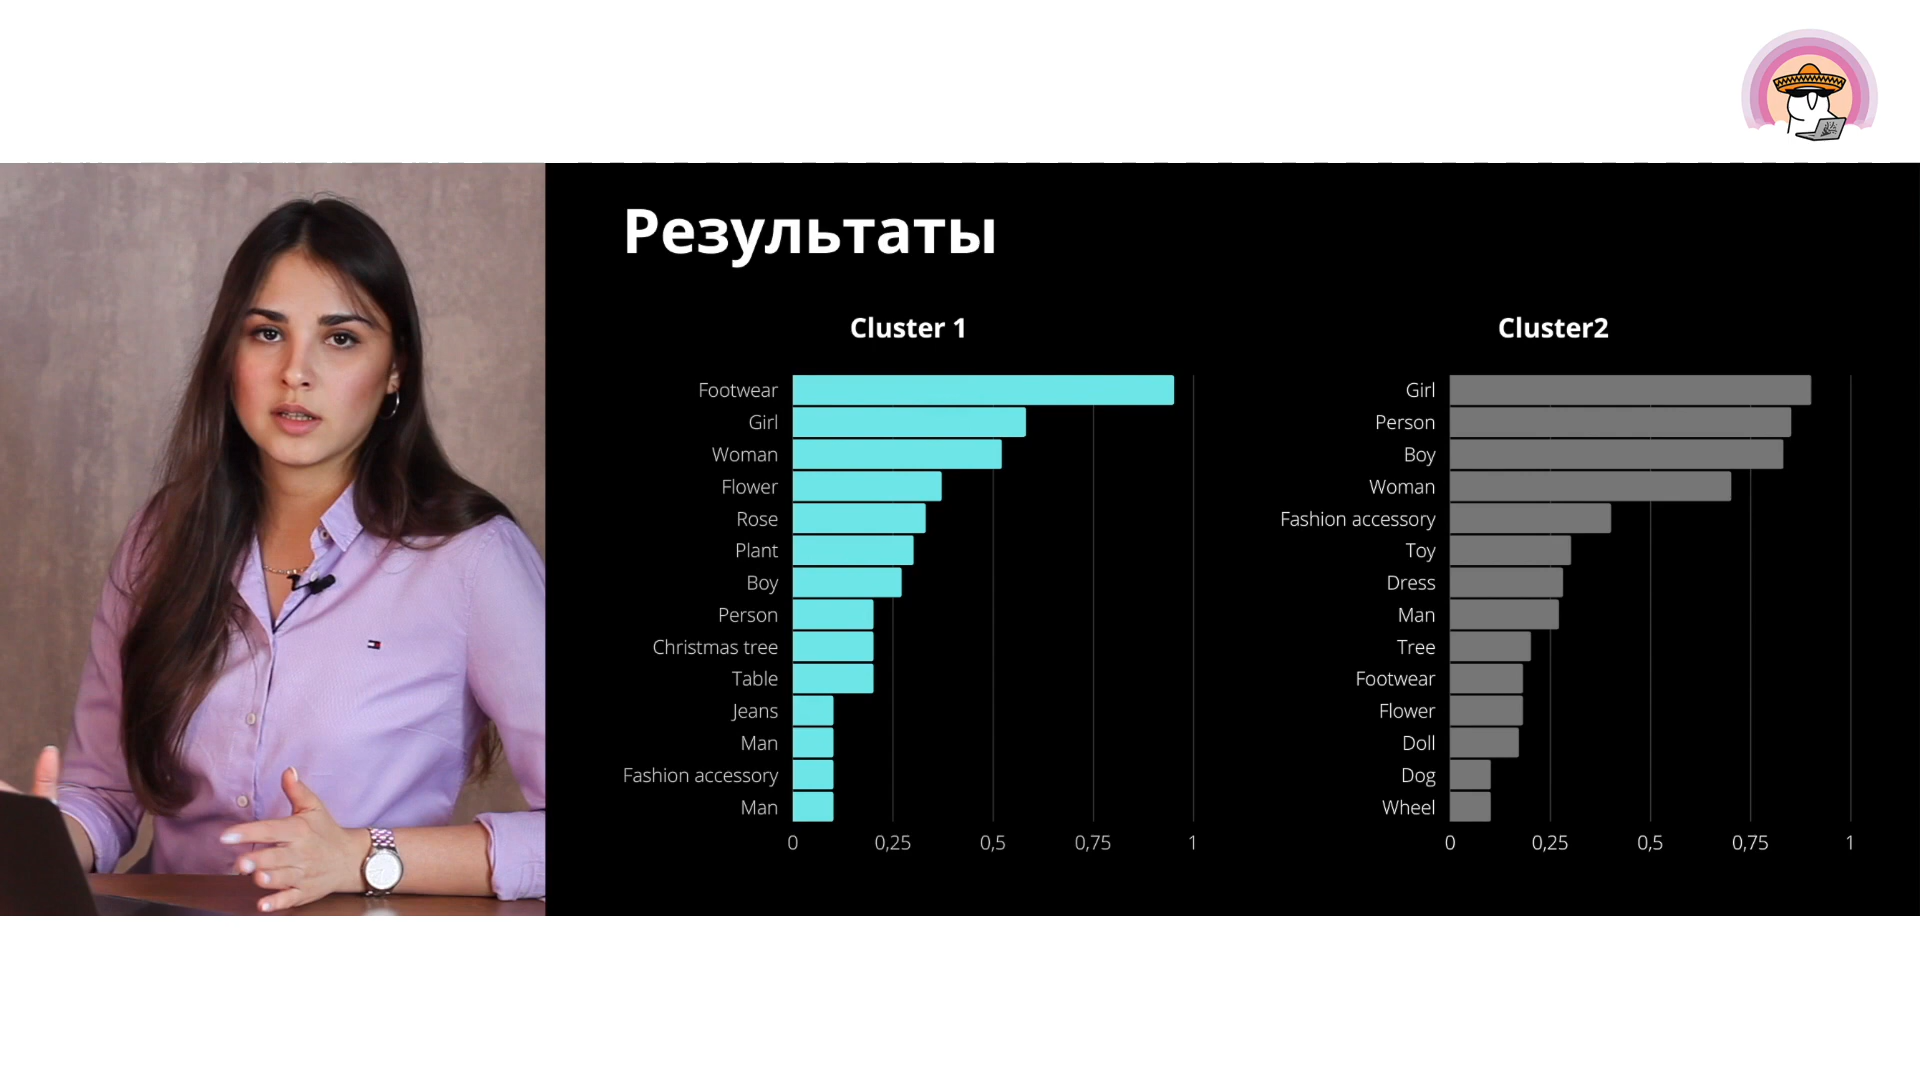 Результаты
Cluster 1
Footwear
Girl
Woman
Flower
Rose
Plant
Boy
Person
Christmas tree
Table
Jeans
Man
Fashion accessory
Man
0 0,25 0,5 0,75 1
Cluster2
Girl
Person
Boy
Woman
Fashion accessory
Toy
Dress
Man
Tree
Footwear
Flower
Doll
Dog
Wheel
0 0,25 0,5 0,75 1